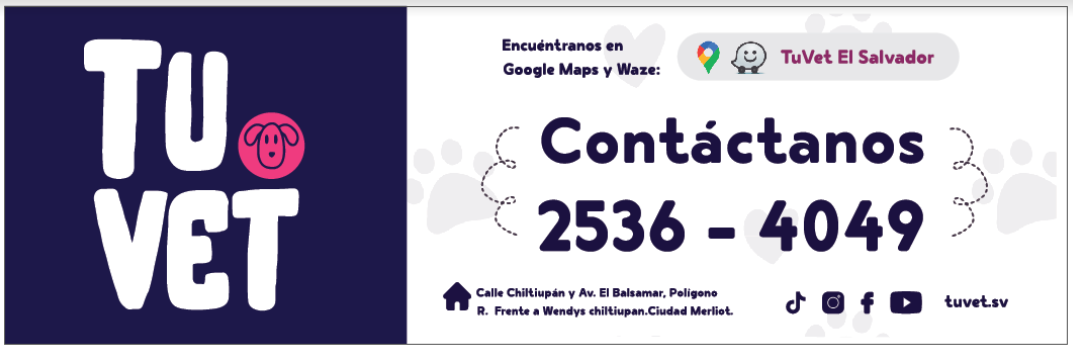 TU
VET
Encuéntranos en
Google Maps y Waze:
TuVet El Salvador
Contáctanos
2536 - 4049
Calle Chiltiupán y Av. El Balsamar, Polígono
R. Frente a Wendys chiltiupan.Ciudad Merliot.
tuvet.sv